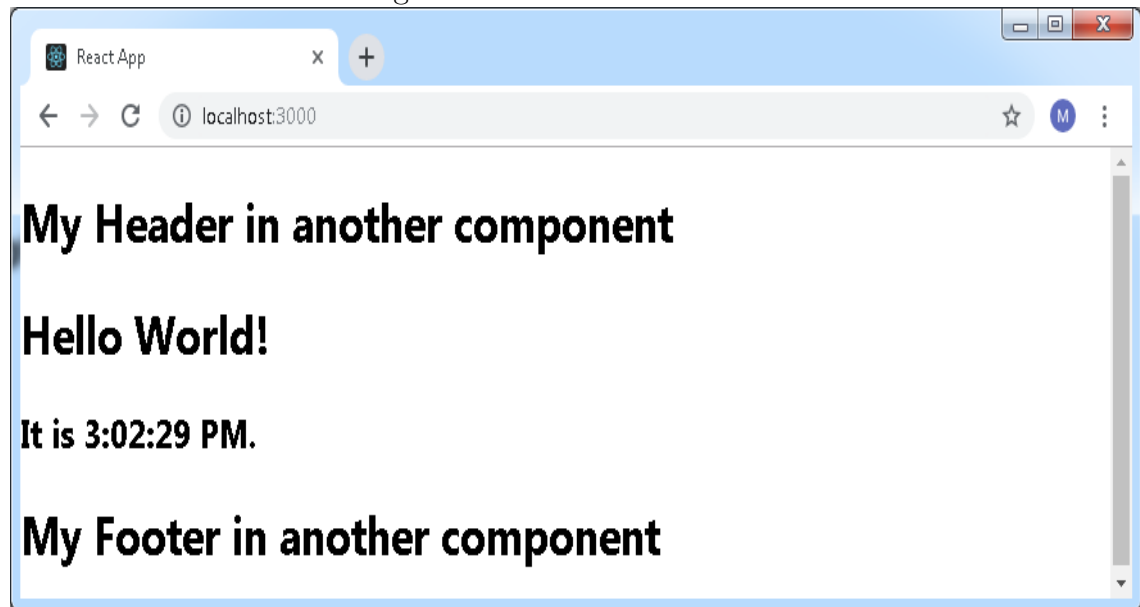 React App
localhost:3000
M
My Header in another component
Hello World!
It is 3:02:29 PM.
My Footer in another component